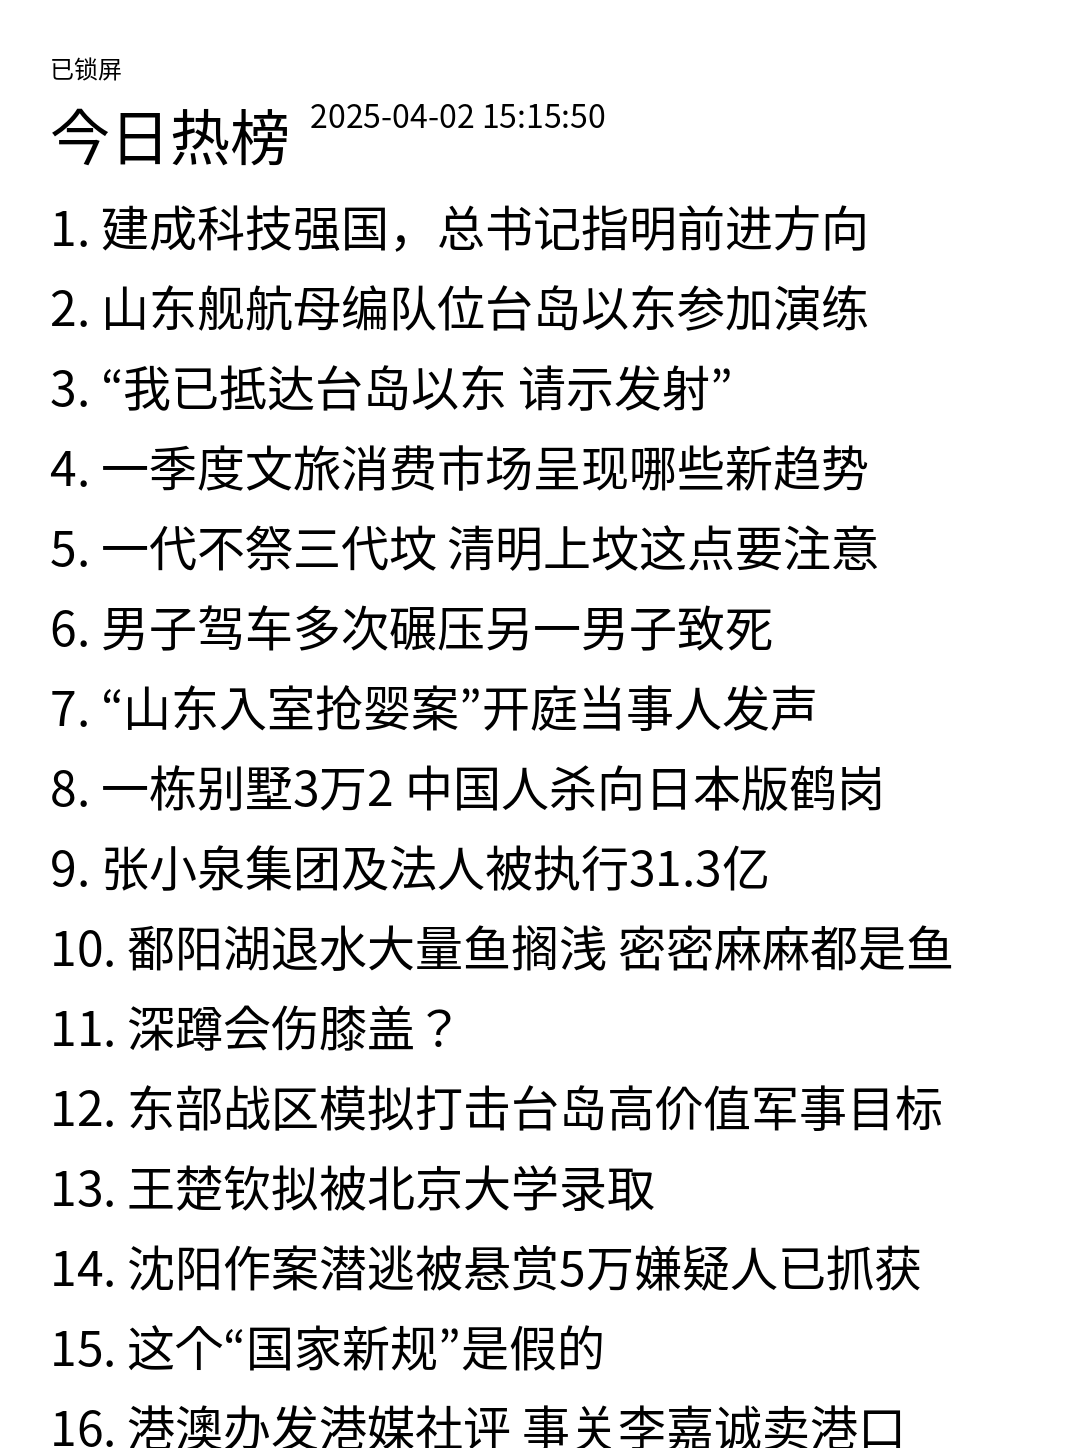 已锁屏
今日热榜 2025-04-02 15:15:50
1. 建成科技强国，总书记指明前进方向
2. 山东舰航母编队位台岛以东参加演练
3. “我已抵达台岛以东 请示发射”
4. 一季度文旅消费市场呈现哪些新趋势
5. 一代不祭三代坟 清明上坟这点要注意
6. 男子驾车多次碾压另一男子致死
7. “山东入室抢婴案”开庭当事人发声
8. 一栋别墅3万2 中国人杀向日本版鹤岗
9. 张小泉集团及法人被执行31.3亿
10. 鄱阳湖退水大量鱼搁浅 密密麻麻都是鱼
11. 深蹲会伤膝盖？
12. 东部战区模拟打击台岛高价值军事目标
13. 王楚钦拟被北京大学录取
14. 沈阳作案潜逃被悬赏5万嫌疑人已抓获
15. 这个“国家新规”是假的
16. 港澳办发港媒社评 事关李嘉诚卖港口